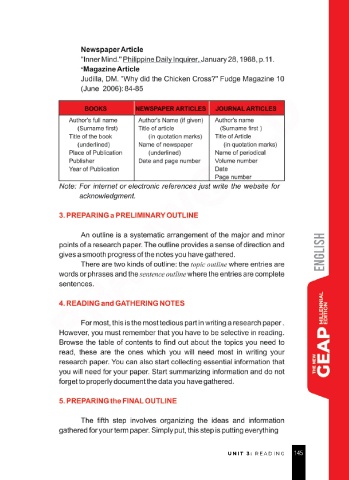 Newspaper Article
"Inner Mind." Philippine Daily Inquirer, January 28, 1968, p.11.
*Magazine Article
Judilla, DM. "Why did the Chicken Cross?" Fudge Magazine 10
(June 2006): 84-85
BOOKS NEWSPAPER ARTICLES JOURNAL ARTICLES
Author's full name Author's Name (if given) Author's name
(Surname first) Title of article (Surname first )
Title of the book (in quotation marks) Title of Article
(underlined) Name of newspaper (in quotation marks)
Place of Publication (underlined) Name of periodical
Publisher Date and page number Volume number
Year of Publication Date
Page number
Note: For internet or electronic references just write the website for
acknowledgment.
3. PREPARING a PRELIMINARY OUTLINE
An outline is a systematic arrangement of the major and minor
points of a research paper. The outline provides a sense of direction and
gives a smooth progress of the notes you have gathered.
There are two kinds of outline: the topic outline where entries are
words or phrases and the sentence outline where the entries are complete
sentences.
4. READING and GATHERING NOTES
For most, this is the most tedious part in writing a research paper .
However, you must remember that you have to be selective in reading.
Browse the table of contents to find out about the topics you need to
read, these are the ones which you will need most in writing your
research paper. You can also start collecting essential information that
you will need for your paper. Start summarizing information and do not
forget to properly document the data you have gathered.
5. PREPARING the FINAL OUTLINE
The fifth step involves organizing the ideas and information
gathered for your term paper. Simply put, this step is putting everything
ENGLISH
THE NEW
GEAP
MILLENNIAL
EDITION
UNIT 3: READING 145